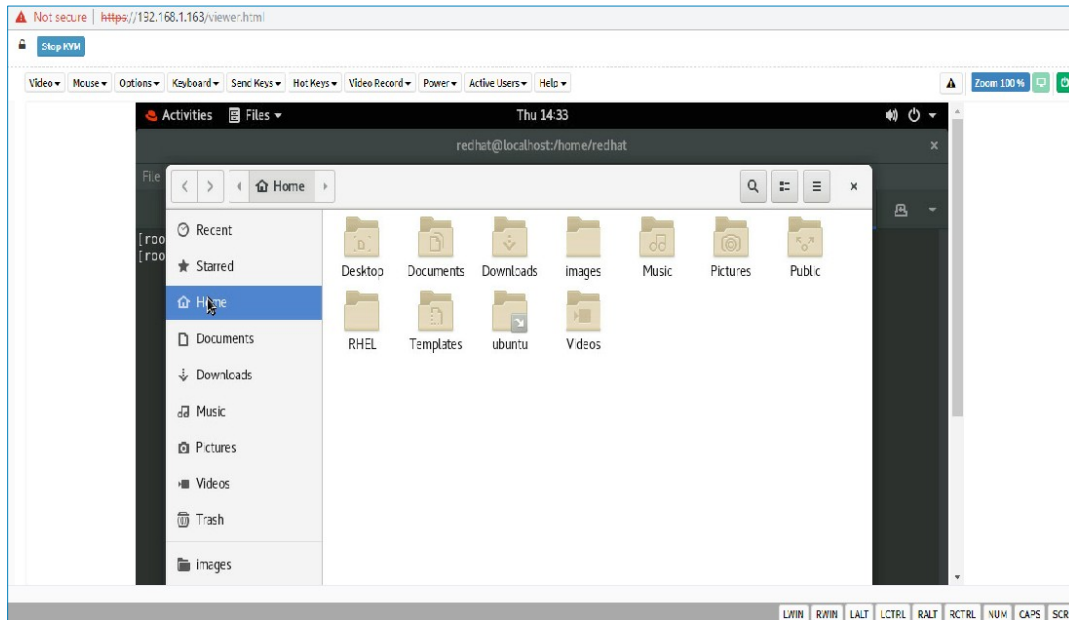 Not secure | https://192.168.1.163/viewer.html
Stop KVM
Video Mouse Options Keyboard Send Keys Hot Keys Video Record Power Active Users Help Zoom 100 %
Activities Files Thu 14:33
redhat@localhost:/home/redhat
File
Home
[roo
[roo
Recent
Starred
Home
Documents
Downloads
Music
Pictures
Videos
Trash
images
Desktop Documents Downloads images Music Pictures Public
RHEL Templates ubuntu Videos
LWIN RWIN LALT LCTRL RALT RCTRL NUM CAPS SCR